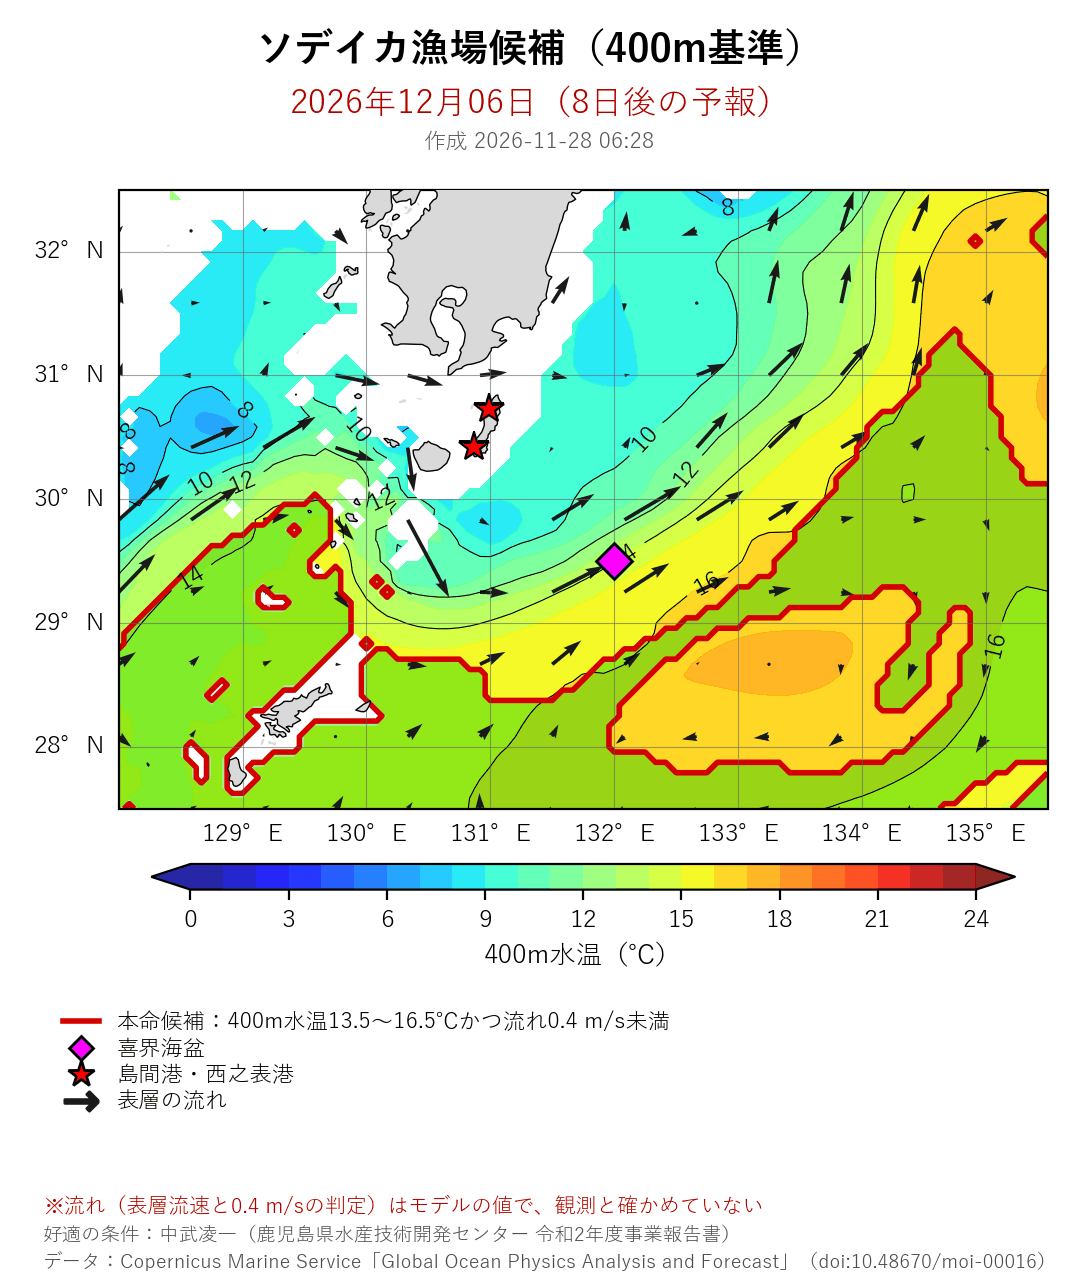 ソデイカ漁場候補（400m基準）
2026年12月06日（8日後の予報）
作成 2026-11-28 06:28
32° N
31° N
30° N
29° N
28° N
8
8
8
8
10
12
10
12
10
12
14
4
16
16
129° E
130° E
131° E
132° E
133° E
134° E
135° E
0
3
6
9
12
15
18
21
24
400m水温（℃）
本命候補：400m水温13.5～16.5℃かつ流れ0.4 m/s未満
喜界海盆
島間港・西之表港
表層の流れ
※流れ（表層流速と0.4 m/sの判定）はモデルの値で、観測と確かめていない
好適の条件：中武凌一（鹿児島県水産技術開発センター 令和2年度事業報告書）
データ：Copernicus Marine Service「Global Ocean Physics Analysis and Forecast」（doi:10.48670/moi-00016）